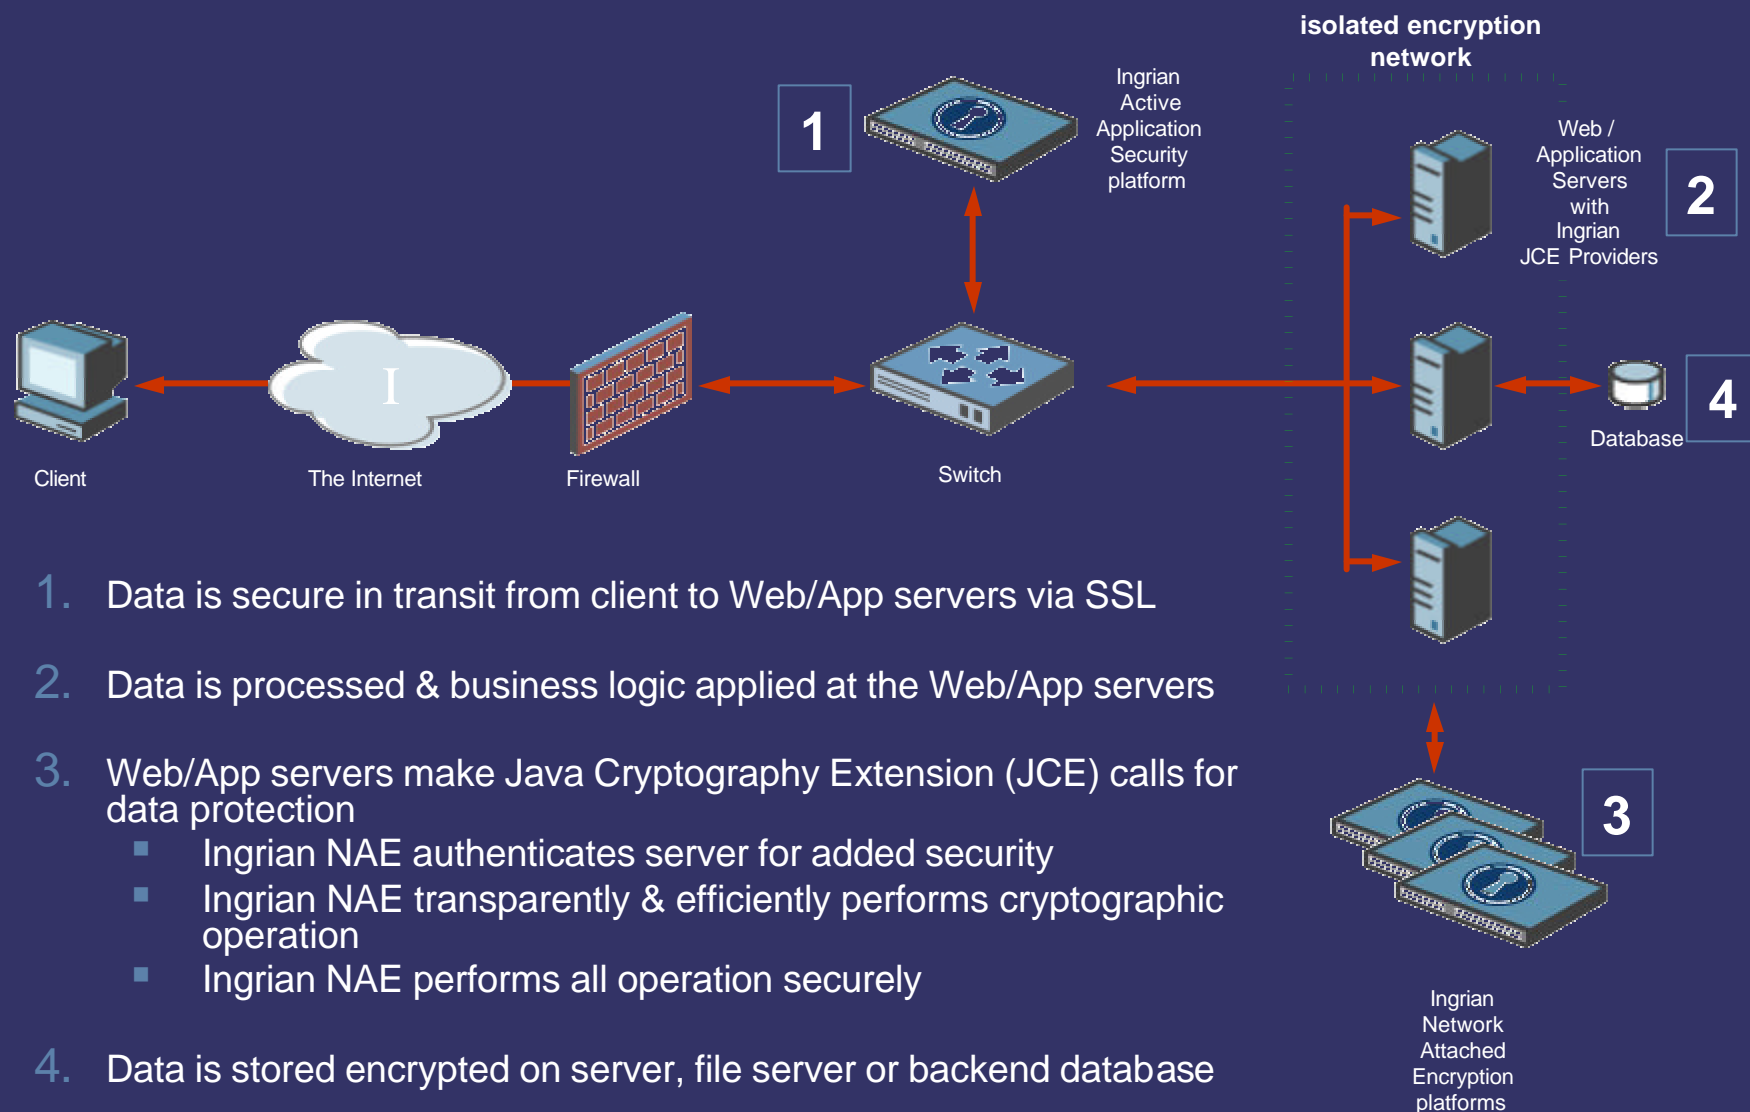 isolated encryption
network
1
Ingrian
Active
Application
Security
platform
Web /
Application
Servers
with
Ingrian
JCE Providers
2
I
4
Database
Client
The Internet
Firewall
Switch
1. Data is secure in transit from client to Web/App servers via SSL
2. Data is processed & business logic applied at the Web/App servers
3. Web/App servers make Java Cryptography Extension (JCE) calls for
data protection
Ingrian NAE authenticates server for added security
Ingrian NAE transparently & efficiently performs cryptographic
operation
Ingrian NAE performs all operation securely
4. Data is stored encrypted on server, file server or backend database
3
Ingrian
Network
Attached
Encryption
platforms